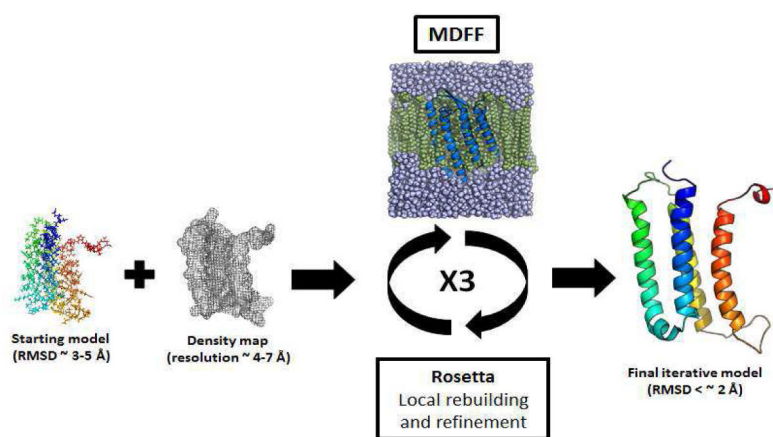 MDFF
Starting model
(RMSD ~ 3-5 Å)
Density map
(resolution ~ 4-7 Å)
X3
Rosetta
Local rebuilding
and refinement
Final iterative model
(RMSD < ~ 2 Å)